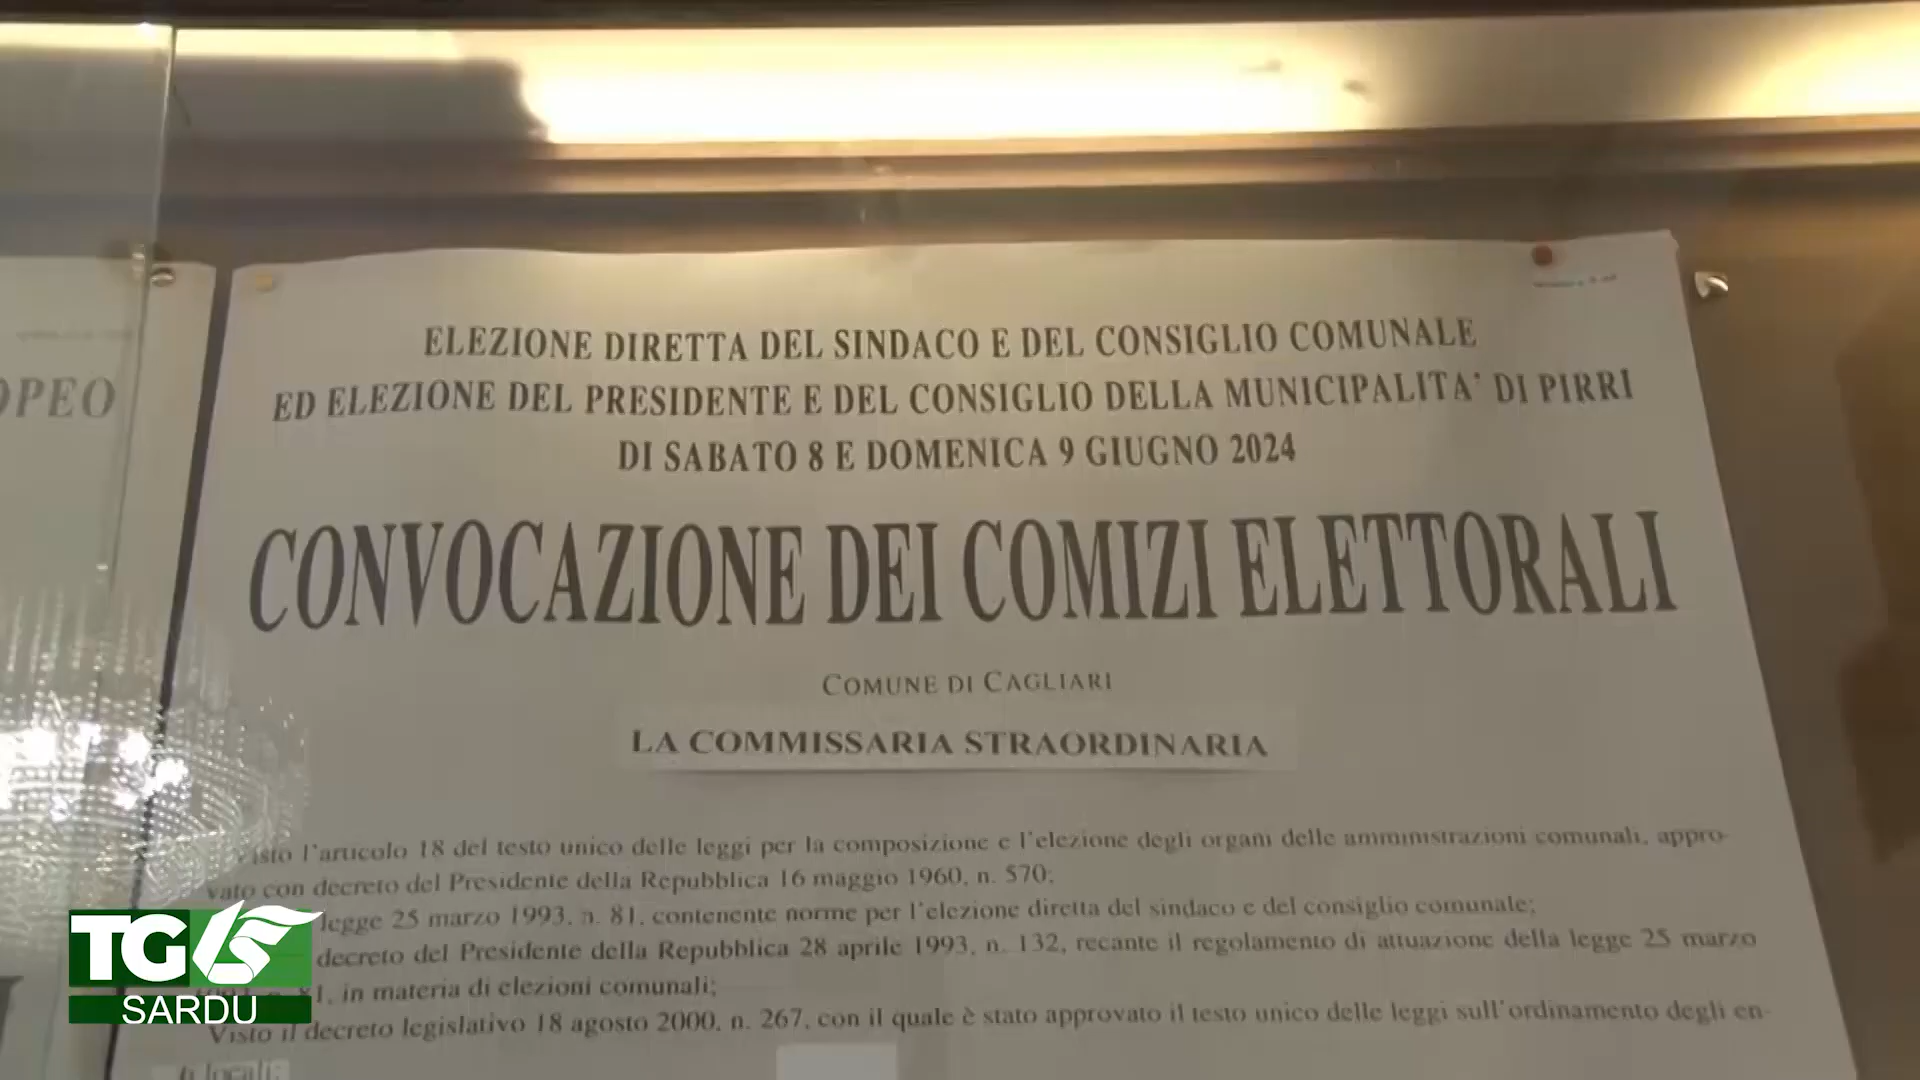 OPEO
ELEZIONE DIRETTA DEL SINDACO E DEL CONSIGLIO COMUNALE
ED ELEZIONE DEL PRESIDENTE E DEL CONSIGLIO DELLA MUNICIPALITA' DI PIRRI
DI SABATO 8 E DOMENICA 9 GIUGNO 2024
CONVOCAZIONE DEI COMIZI ELETTORALI
COMUNE DI CAGLIARI
LA COMMISSARIA STRAORDINARIA
Visto l'articolo 18 del testo unico delle leggi per la composizione e l'elezione degli organi delle amministrazioni comunali, appro-
vato con decreto del Presidente della Repubblica 16 maggio 1960, n. 570;
legge 25 marzo 1993, n. 81, contenente norme per l'elezione diretta del sindaco e del consiglio comunale;
decreto del Presidente della Repubblica 28 aprile 1993, n. 132, recante il regolamento di attuazione della legge 25 marzo
81, in materia di elezioni comunali;
Visto il decreto legislativo 18 agosto 2000, n. 267, con il quale è stato approvato il testo unico delle leggi sull'ordinamento degli en-
ti locali;
TG
SARDU